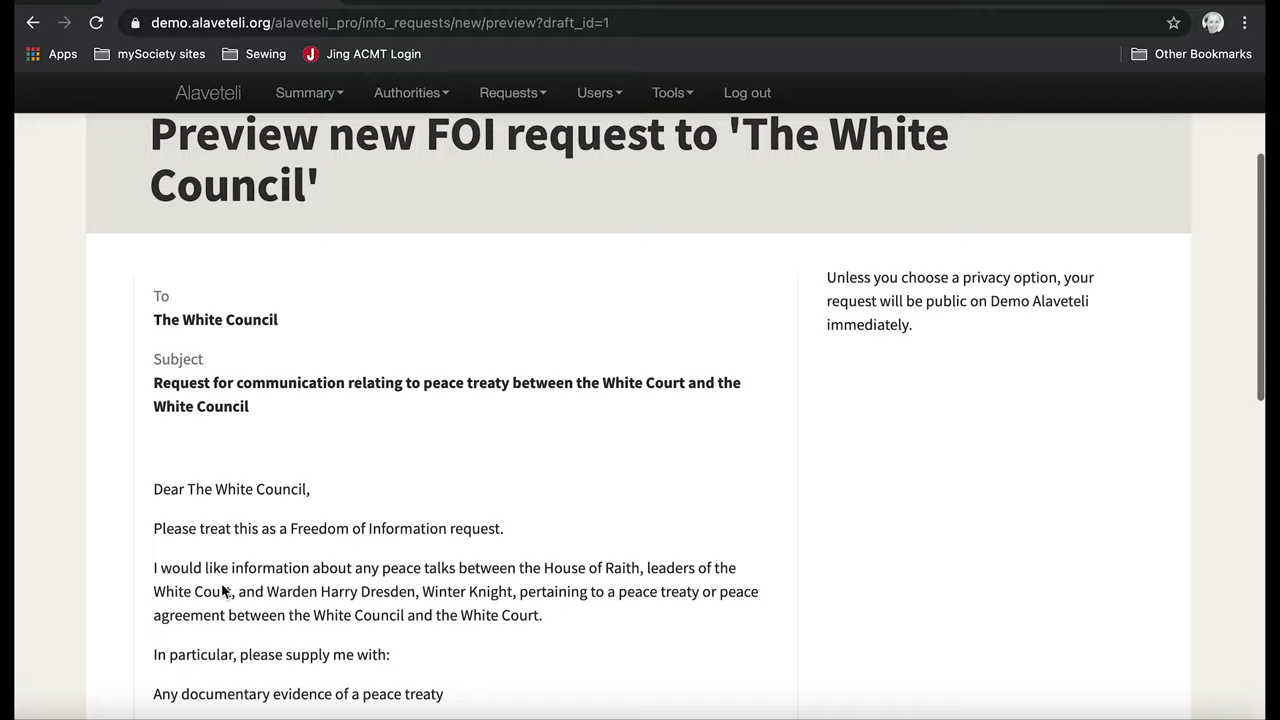 demo.alaveteli.org/alaveteli_pro/info_requests/new/preview?draft_id=1
Apps mySociety sites Sewing Jing ACMT Login Other Bookmarks
Alaveteli Summary Authorities Requests Users Tools Log out
Preview new FOI request to 'The White
Council'
To
The White Council
Subject
Request for communication relating to peace treaty between the White Court and the
White Council
Dear The White Council,
Please treat this as a Freedom of Information request.
I would like information about any peace talks between the House of Raith, leaders of the
White Court, and Warden Harry Dresden, Winter Knight, pertaining to a peace treaty or peace
agreement between the White Council and the White Court.
In particular, please supply me with:
Any documentary evidence of a peace treaty
Unless you choose a privacy option, your
request will be public on Demo Alaveteli
immediately.